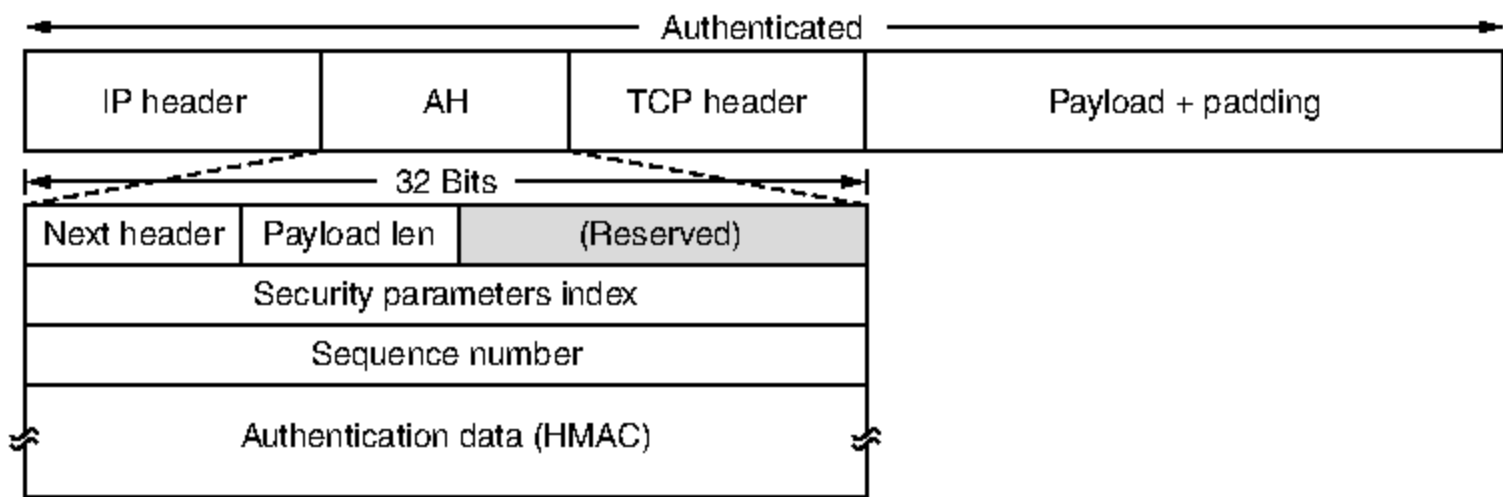 Authenticated
IP header AH TCP header Payload + padding
32 Bits
Next header Payload len (Reserved)
Security parameters index
Sequence number
Authentication data (HMAC)